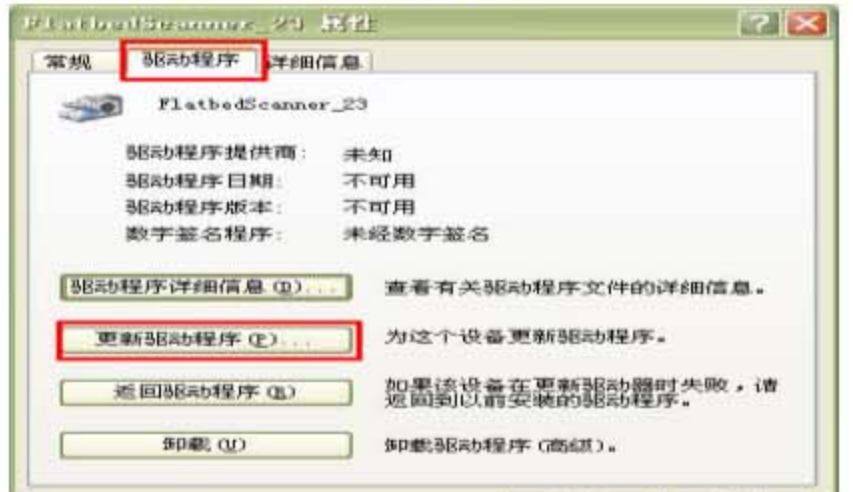 FlatbedScanner_23 属性
常规 驱动程序 详细信息
FlatbedScanner_23
驱动程序提供商: 未知
驱动程序日期: 不可用
驱动程序版本: 不可用
数字签名程序: 未经数字签名
驱动程序详细信息(D)... 查看有关驱动程序文件的详细信息。
更新驱动程序(P)... 为这个设备更新驱动程序。
返回驱动程序(R) 如果该设备在更新驱动器时失败，请
返回到以前安装的驱动程序。
卸载(U) 卸载驱动程序(高级)。